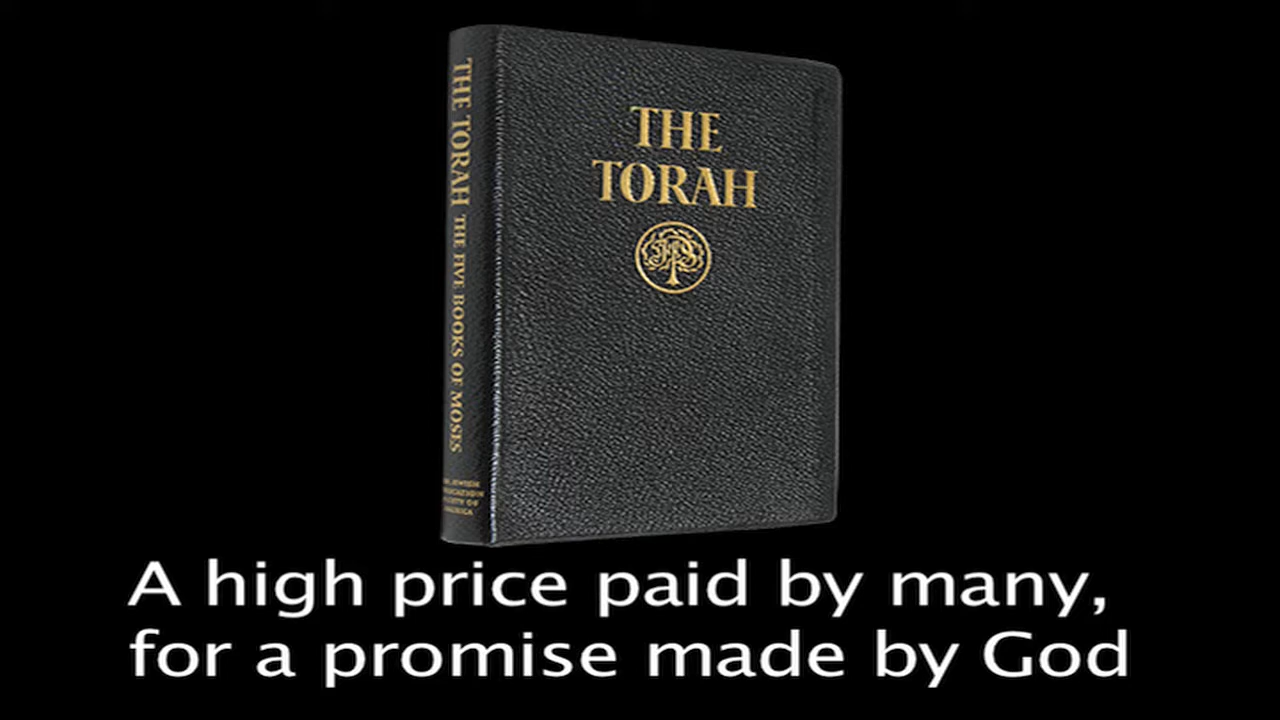 THE TORAH THE FIVE BOOKS OF MOSES
THE
TORAH
JPS
A high price paid by many,
for a promise made by God